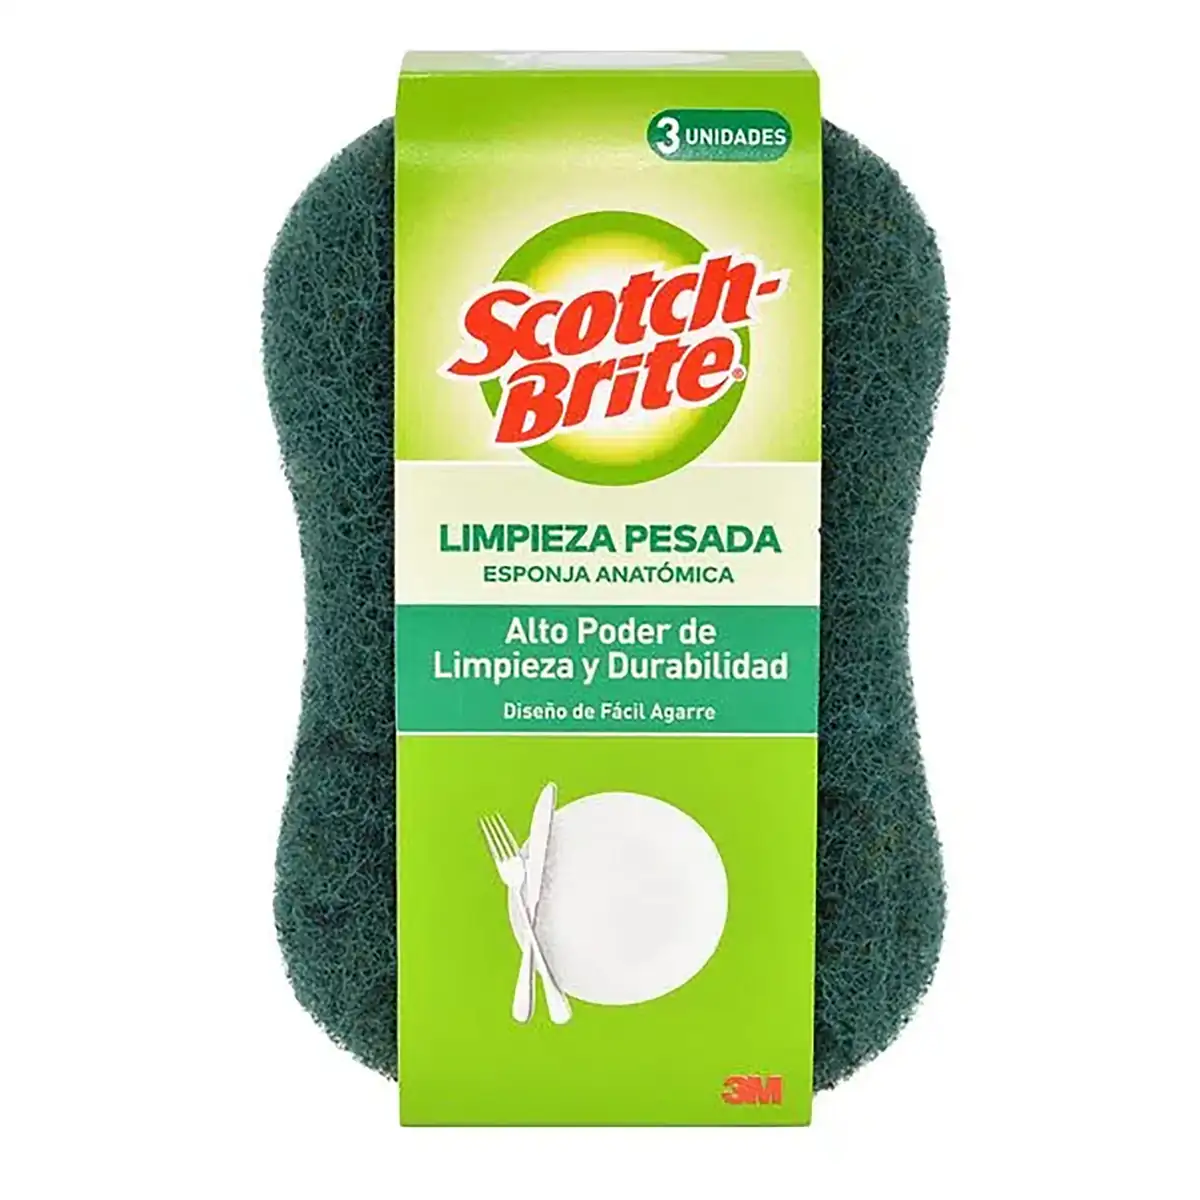 3 UNIDADES
Scotch-
Brite®
LIMPIEZA PESADA
ESPONJA ANATÓMICA
Alto Poder de
Limpieza y Durabilidad
Diseño de Fácil Agarre
3M